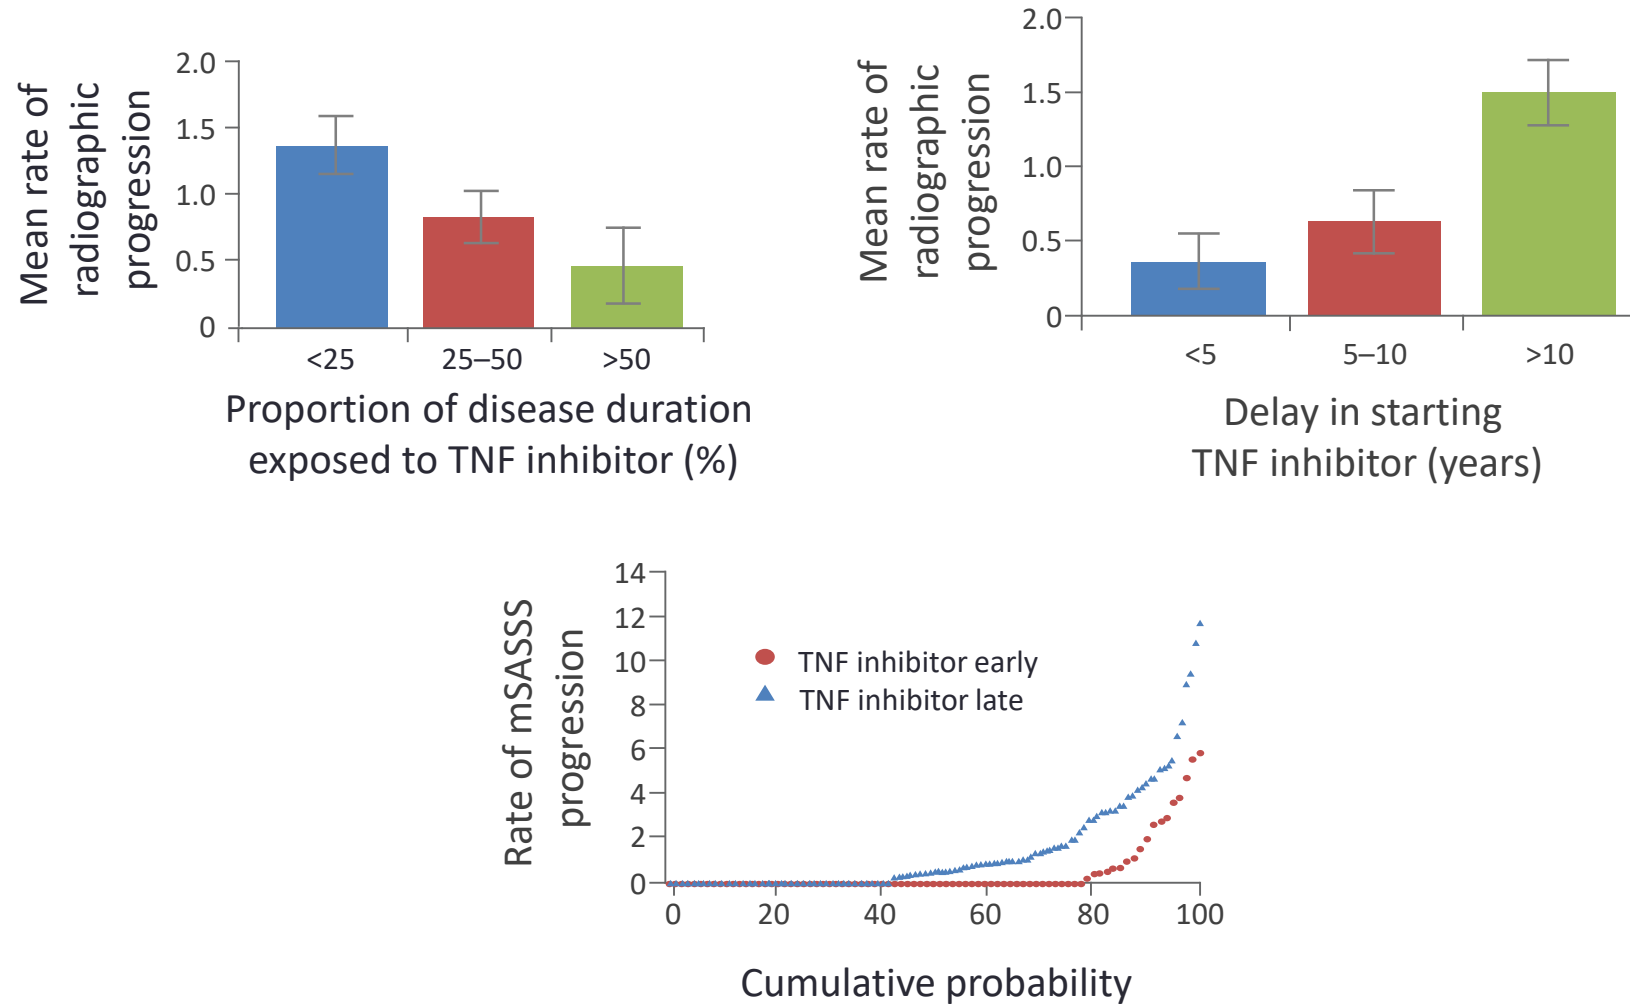 Mean rate of
radiographic
progression
2.0
1.5
1.0
0.5
0
<25
25–50
>50
Proportion of disease duration
exposed to TNF inhibitor (%)
Mean rate of
radiographic
progression
2.0
1.5
1.0
0.5
0
<5
5–10
>10
Delay in starting
TNF inhibitor (years)
Rate of mSASSS
progression
14
12
10
8
6
4
2
0
TNF inhibitor early
TNF inhibitor late
0
20
40
60
80
100
Cumulative probability